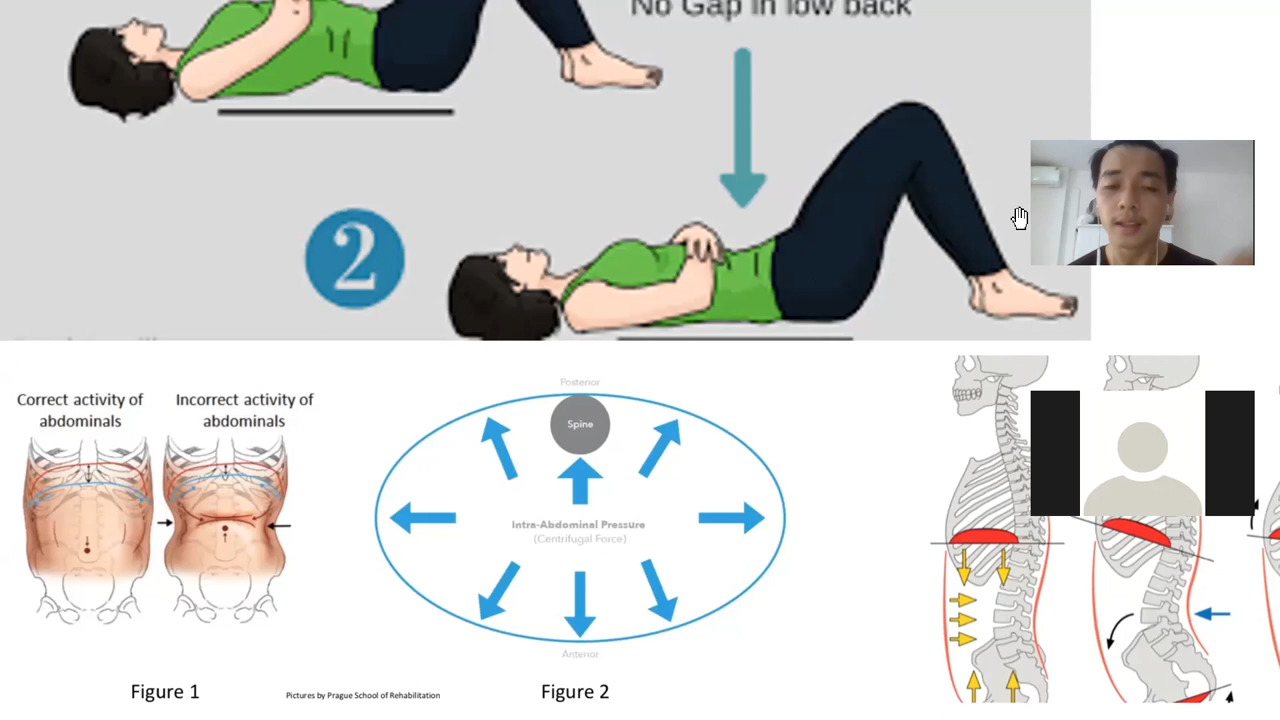 No Gap in low back
2
Correct activity of
abdominals
Incorrect activity of
abdominals
Posterior
Spine
Intra-Abdominal Pressure
(Centrifugal Force)
Anterior
Figure 1
Pictures by Prague School of Rehabilitation
Figure 2